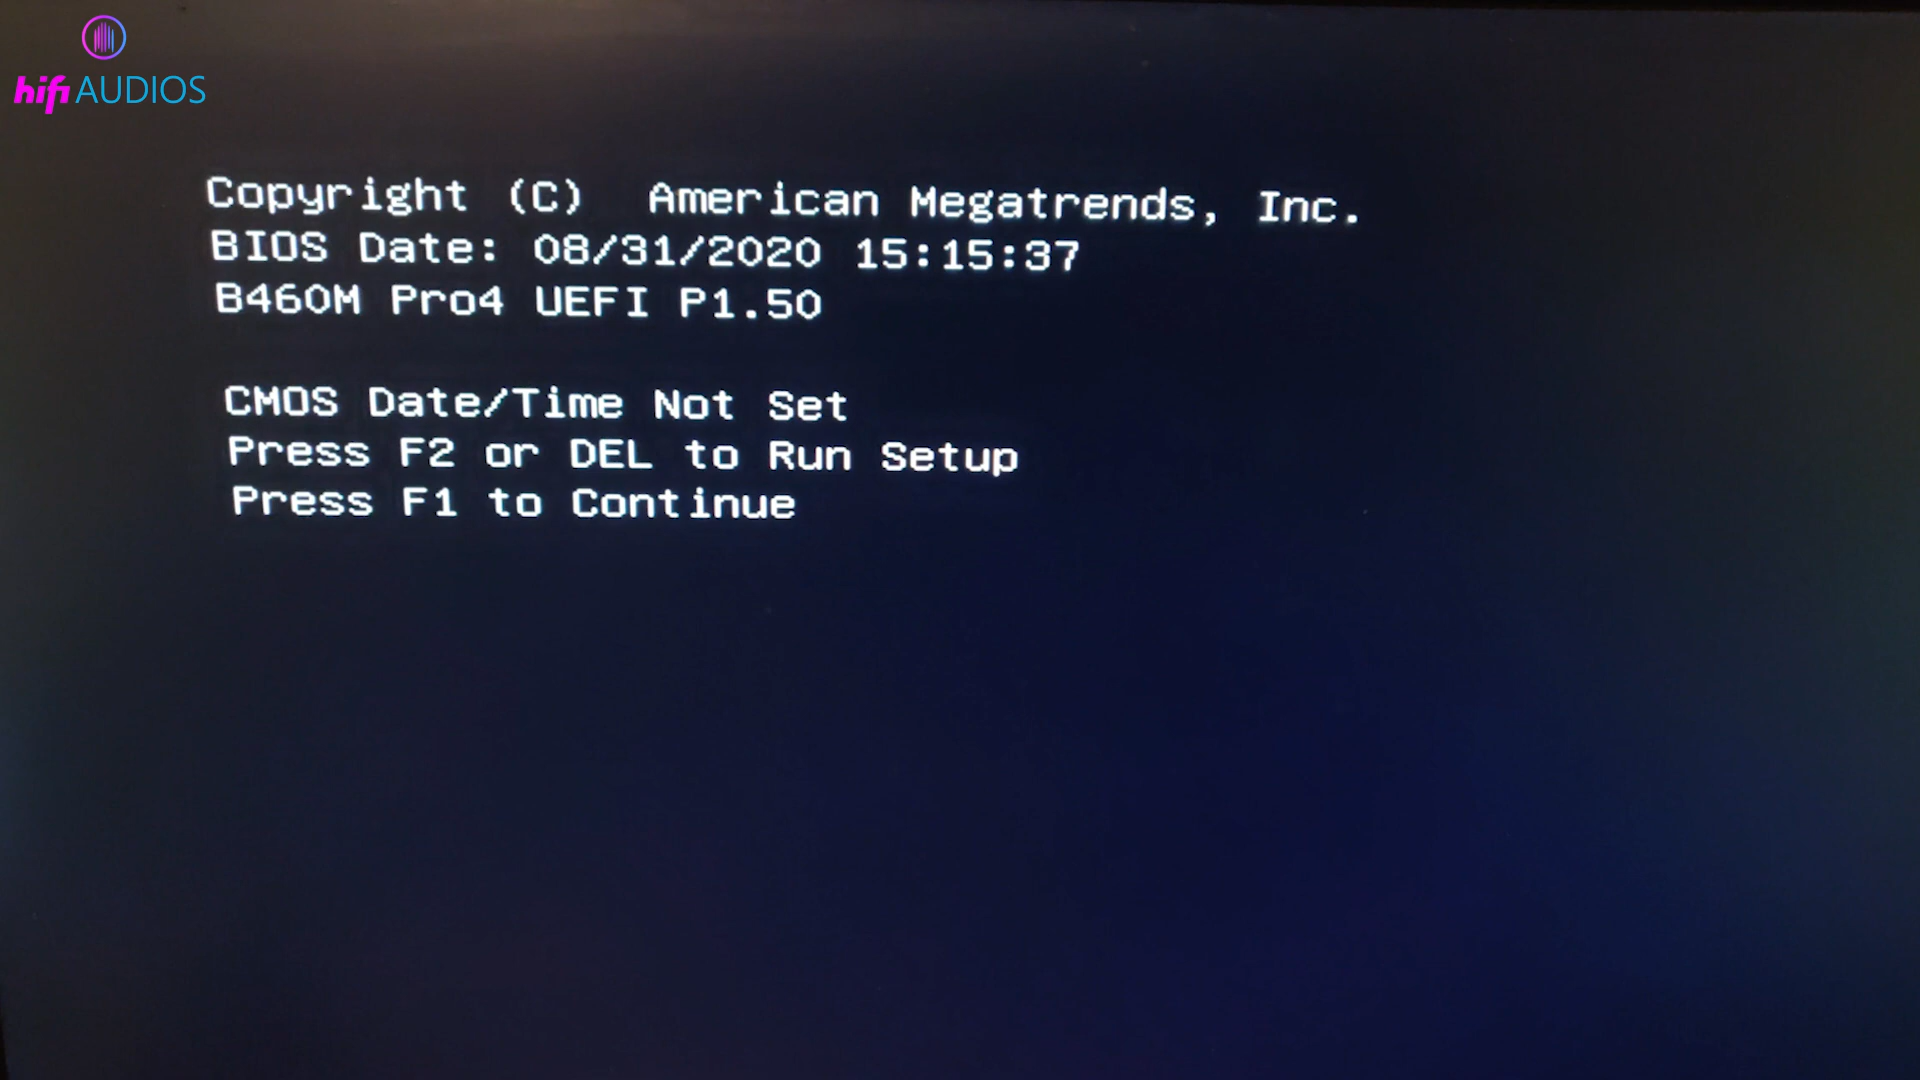 hifi AUDIOS
Copyright (C)  American Megatrends, Inc.
BIOS Date: 08/31/2020 15:15:37
B460M Pro4 UEFI P1.50
CMOS Date/Time Not Set
Press F2 or DEL to Run Setup
Press F1 to Continue